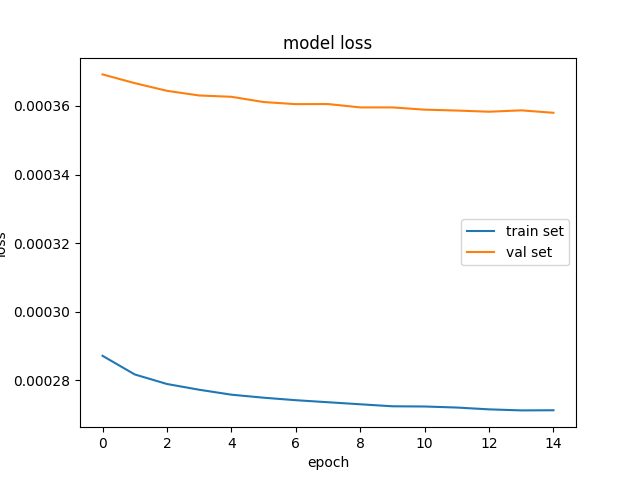 model loss
0.00036
0.00034
0.00032
0.00030
0.00028
loss
train set
val set
0 2 4 6 8 10 12 14
epoch